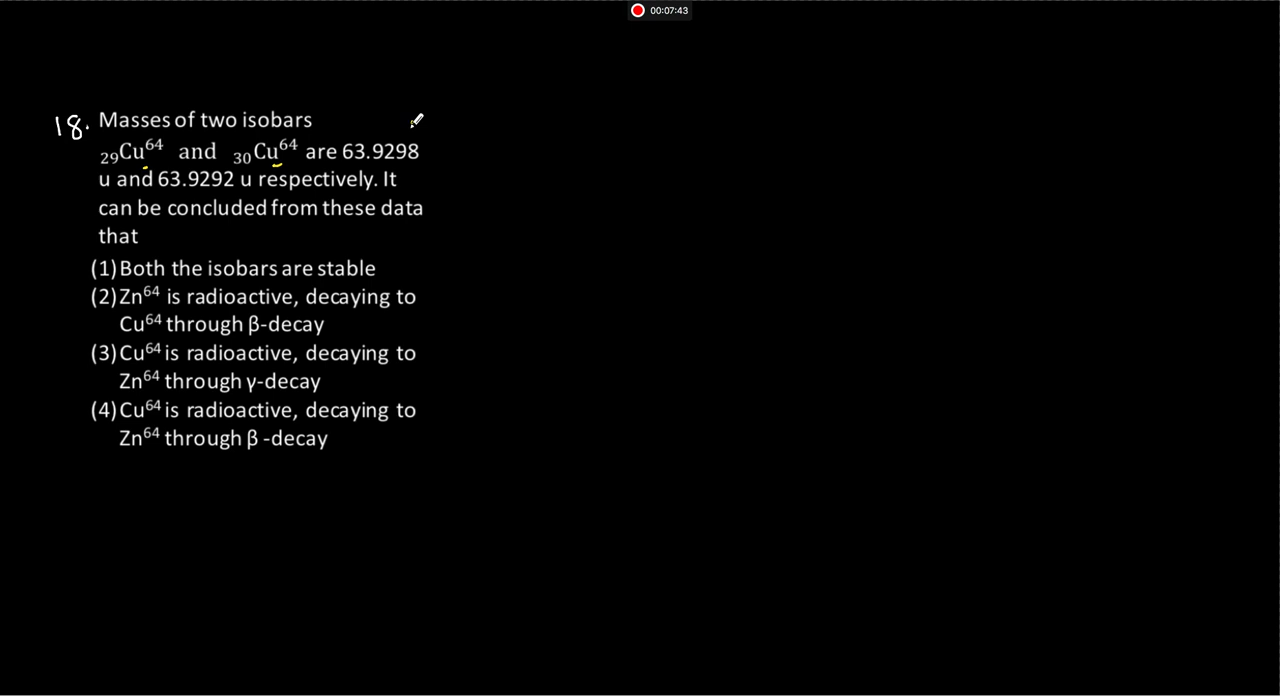 00:07:43
18. Masses of two isobars
₂₉Cu⁶⁴ and ₃₀Cu⁶⁴ are 63.9298
u and 63.9292 u respectively. It
can be concluded from these data
that
(1) Both the isobars are stable
(2) Zn⁶⁴ is radioactive, decaying to
Cu⁶⁴ through β-decay
(3) Cu⁶⁴ is radioactive, decaying to
Zn⁶⁴ through γ-decay
(4) Cu⁶⁴ is radioactive, decaying to
Zn⁶⁴ through β -decay